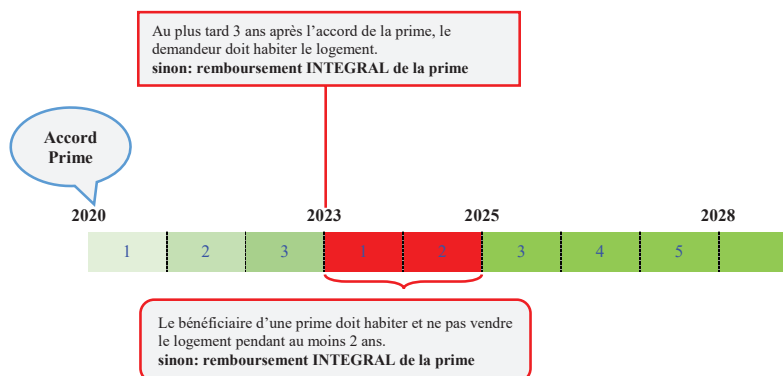 Au plus tard 3 ans après l’accord de la prime, le
demandeur doit habiter le logement.
sinon: remboursement INTEGRAL de la prime
Accord
Prime
2020 2023 2025 2028
1 2 3 1 2 3 4 5
Le bénéficiaire d’une prime doit habiter et ne pas vendre
le logement pendant au moins 2 ans.
sinon: remboursement INTEGRAL de la prime